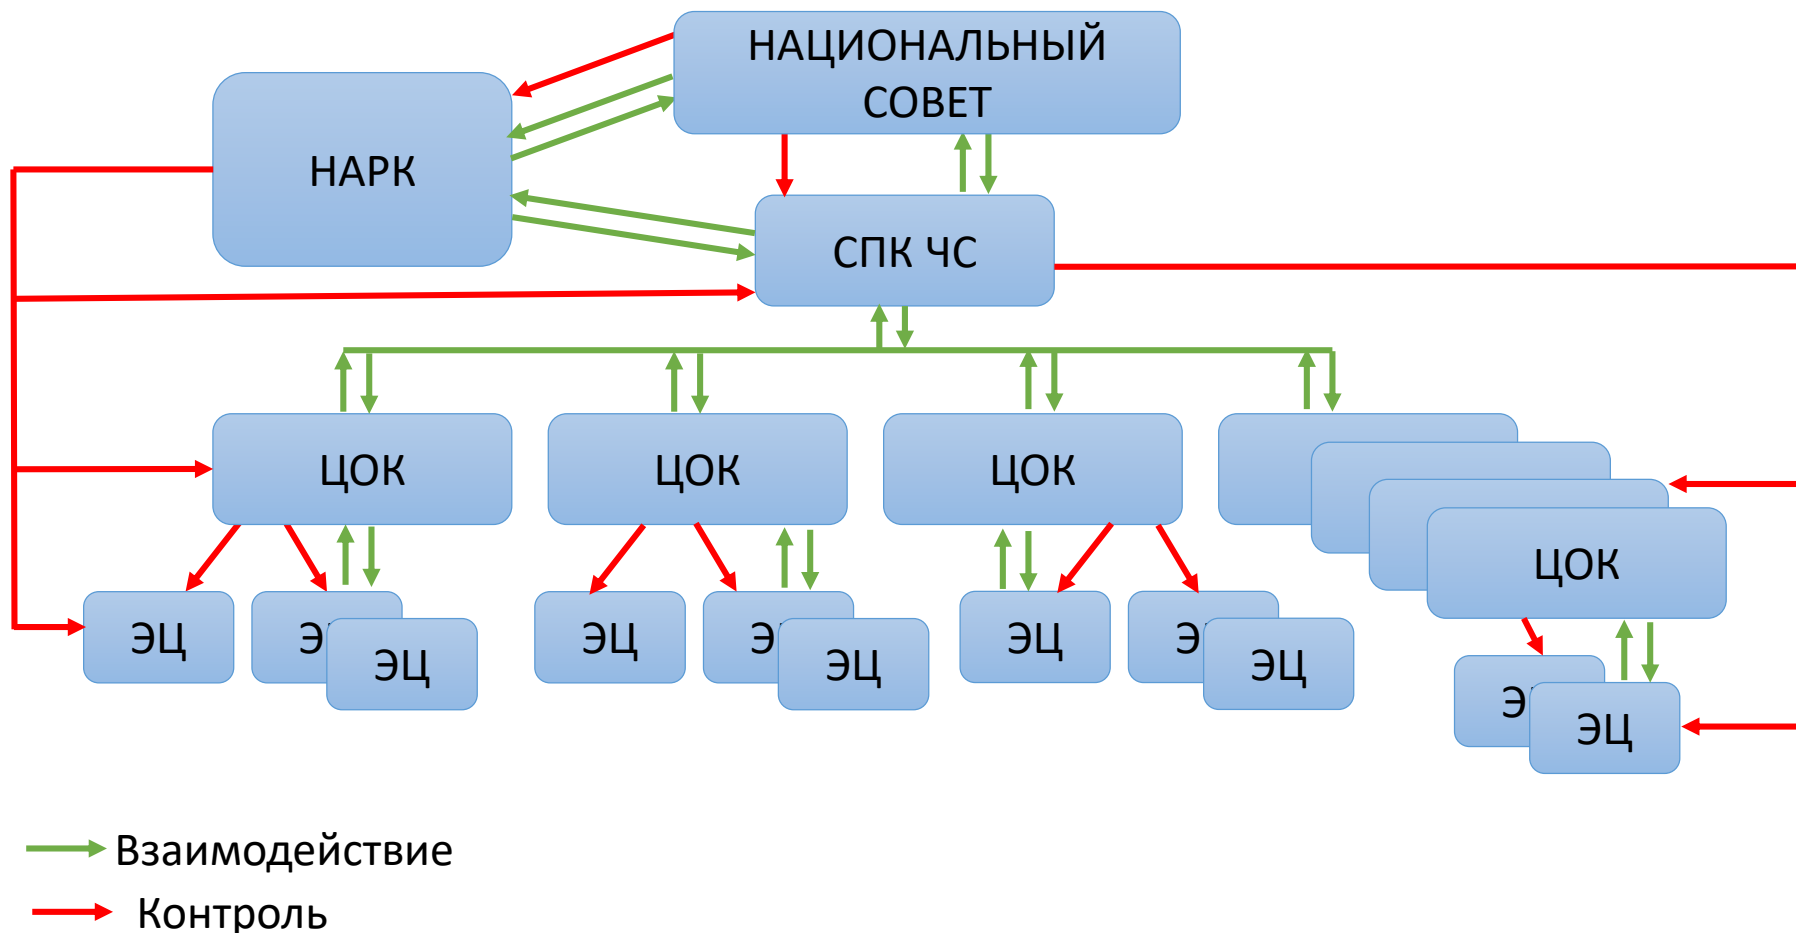 НАЦИОНАЛЬНЫЙ
СОВЕТ
НАРК
СПК ЧС
ЦОК
ЦОК
ЦОК
ЦОК
ЭЦ
Э
ЭЦ
ЭЦ
Э
ЭЦ
ЭЦ
Э
ЭЦ
Э
ЭЦ
Взаимодействие
Контроль